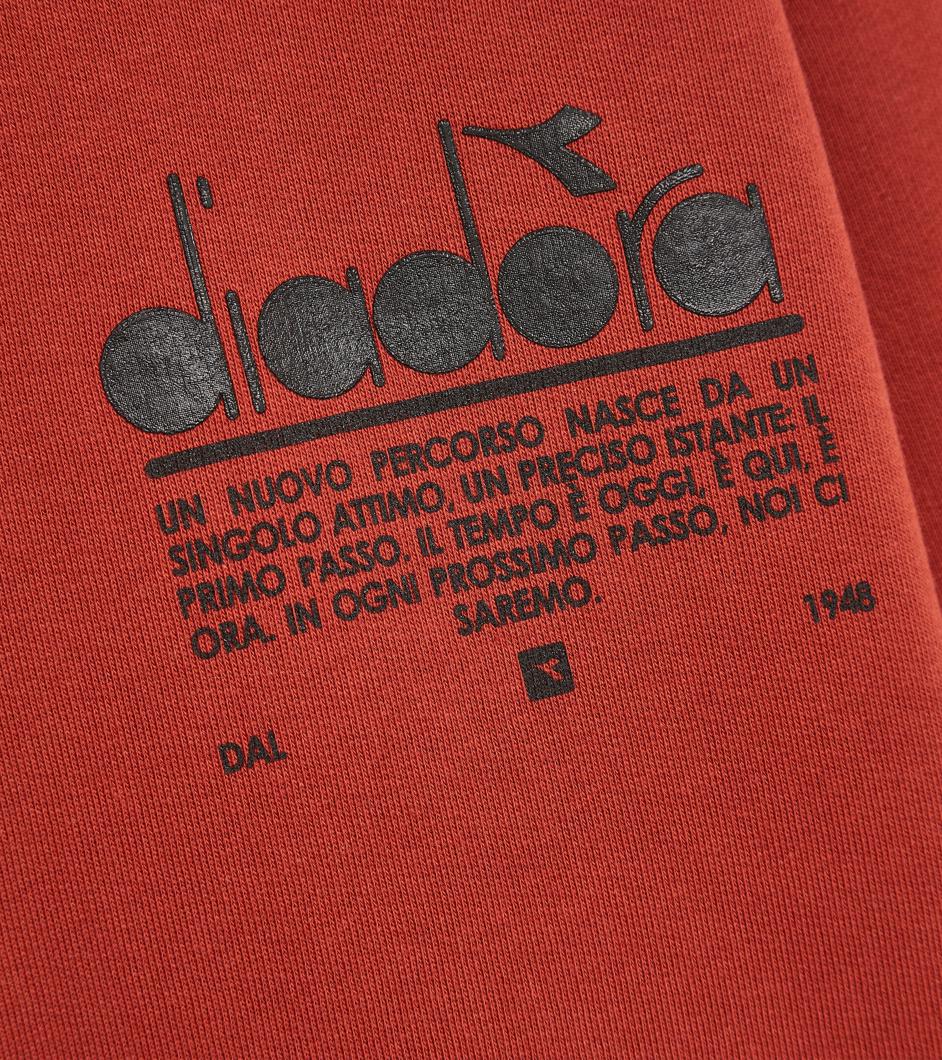 diadora
UN NUOVO PERCORSO NASCE DA UN
SINGOLO ATTIMO, UN PRECISO ISTANTE: IL
PRIMO PASSO. IL TEMPO È OGGI, È QUI, È
ORA. IN OGNI PROSSIMO PASSO, NOI CI
SAREMO.
DAL 1948